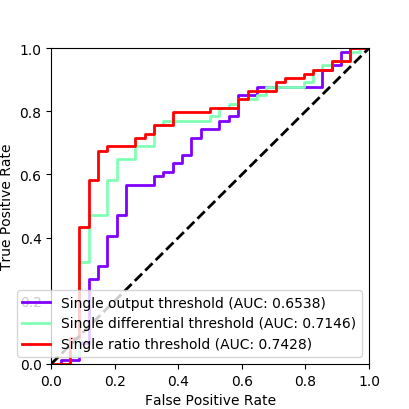 1.0
0.8
0.6
0.4
0.2
0.0
True Positive Rate
Single output threshold (AUC: 0.6538)
Single differential threshold (AUC: 0.7146)
Single ratio threshold (AUC: 0.7428)
0.0 0.2 0.4 0.6 0.8 1.0
False Positive Rate